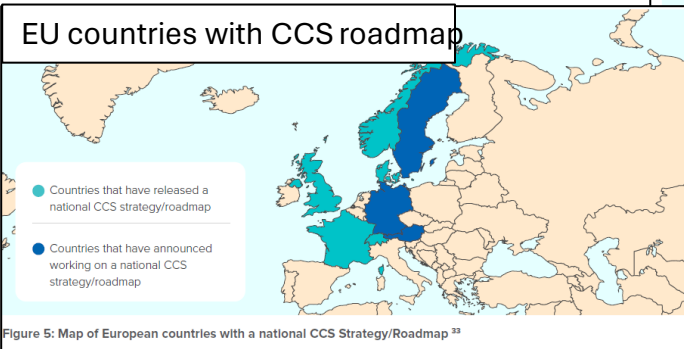 EU countries with CCS roadmap
Countries that have released a
national CCS strategy/roadmap
Countries that have announced
working on a national CCS
strategy/roadmap
Figure 5: Map of European countries with a national CCS Strategy/Roadmap ³³